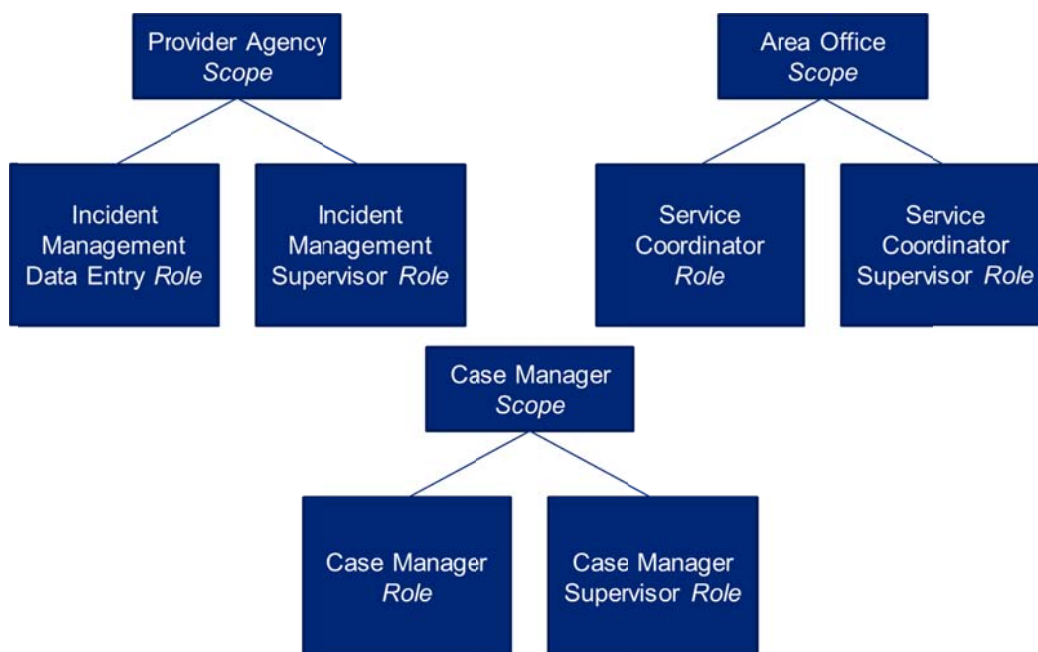 Provider Agency
Scope
Area Office
Scope
Incident
Management
Data Entry Role
Incident
Management
Supervisor Role
Service
Coordinator
Role
Service
Coordinator
Supervisor Role
Case Manager
Scope
Case Manager
Role
Case Manager
Supervisor Role